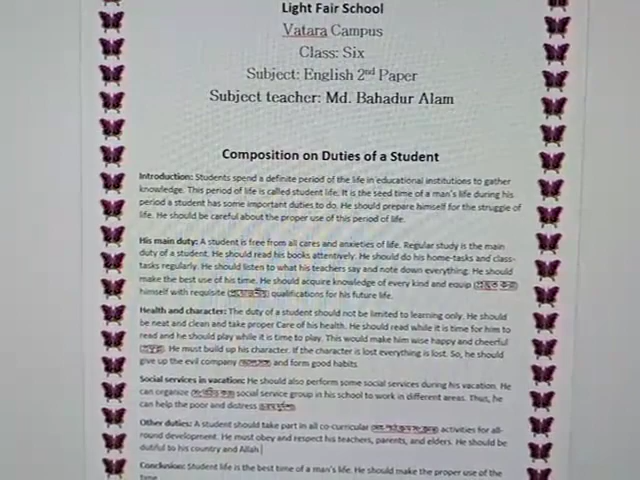 Light Fair School
Vatara Campus
Class: Six
Subject: English 2nd Paper
Subject teacher: Md. Bahadur Alam
Composition on Duties of a Student
Introduction: Students spend a definite period of the life in educational institutions to gather
knowledge. This period of life is called student life. It is the seed time of a man's life during his
period a student has some important duties to do. He should prepare himself for the struggle of
life. He should be careful about the proper use of this period of life.
His main duty: A student is free from all cares and anxieties of life. Regular study is the main
duty of a student. He should read his books attentively. He should do his home-tasks and class-
tasks regularly. He should listen to what his teachers say and note down everything. He should
make the best use of his time. He should acquire knowledge of every kind and equip
himself with requisite qualifications for his future life.
Health and character: The duty of a student should not be limited to learning only. He should
be neat and clean and take proper Care of his health. He should read while it is time for him to
read and he should play while it is time to play. This would make him wise happy and cheerful
He must build up his character. If the character is lost everything is lost. So, he should
give up the evil company and form good habits
Social services in vacation: He should also perform some social services during his vacation. He
can organize social service group in his school to work in different areas. Thus, he
can help the poor and distress
Other duties: A student should take part in all co-curricular activities for all-
round development. He must obey and respect his teachers, parents, and elders. He should be
dutiful to his country and Allah
Conclusion: Student life is the best time of a man's life. He should make the proper use of the
time